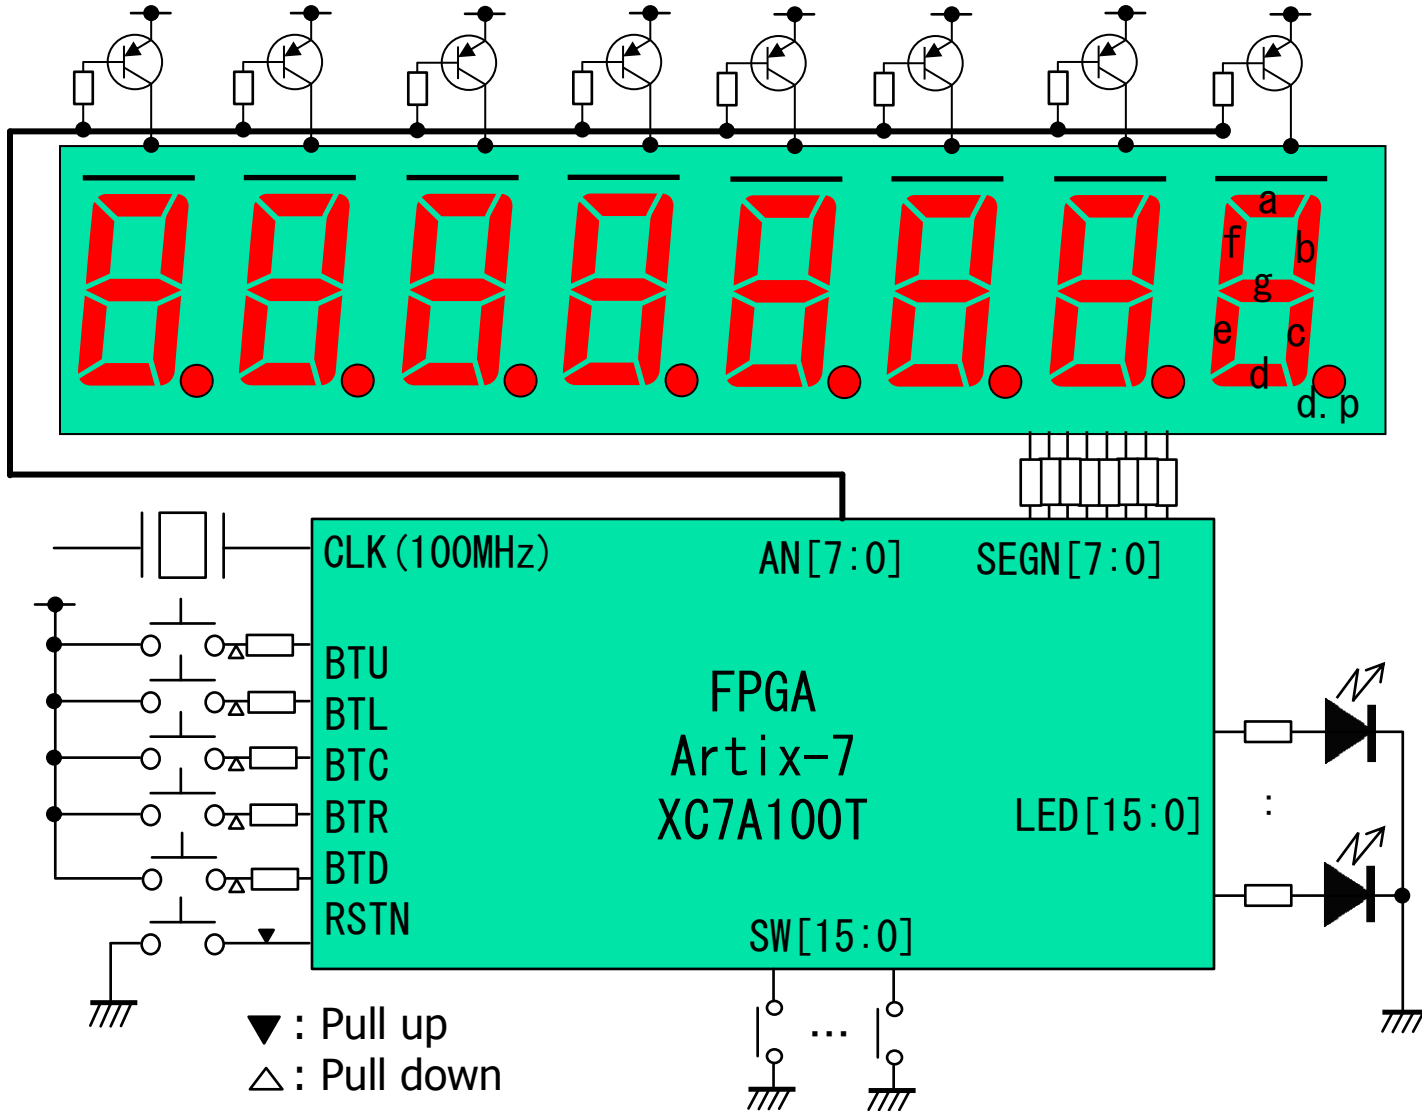 a
f
b
g
e
c
d
d.p
CLK(100MHz)
AN[7:0]
SEGN[7:0]
BTU
BTL
BTC
BTR
BTD
RSTN
FPGA
Artix-7
XC7A100T
LED[15:0]
:
SW[15:0]
...
▼: Pull up
△: Pull down